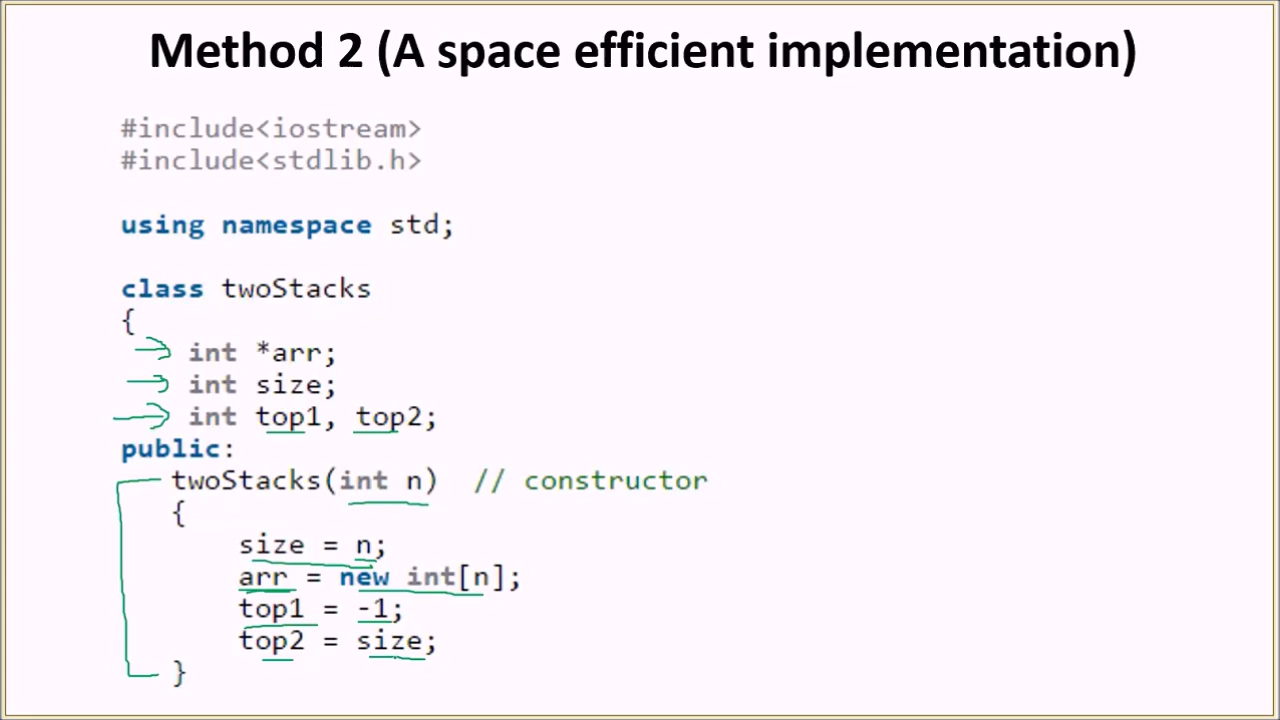 Method 2 (A space efficient implementation)
#include<iostream>
#include<stdlib.h>
using namespace std;
class twoStacks
{
int *arr;
int size;
int top1, top2;
public:
twoStacks(int n) // constructor
{
size = n;
arr = new int[n];
top1 = -1;
top2 = size;
}